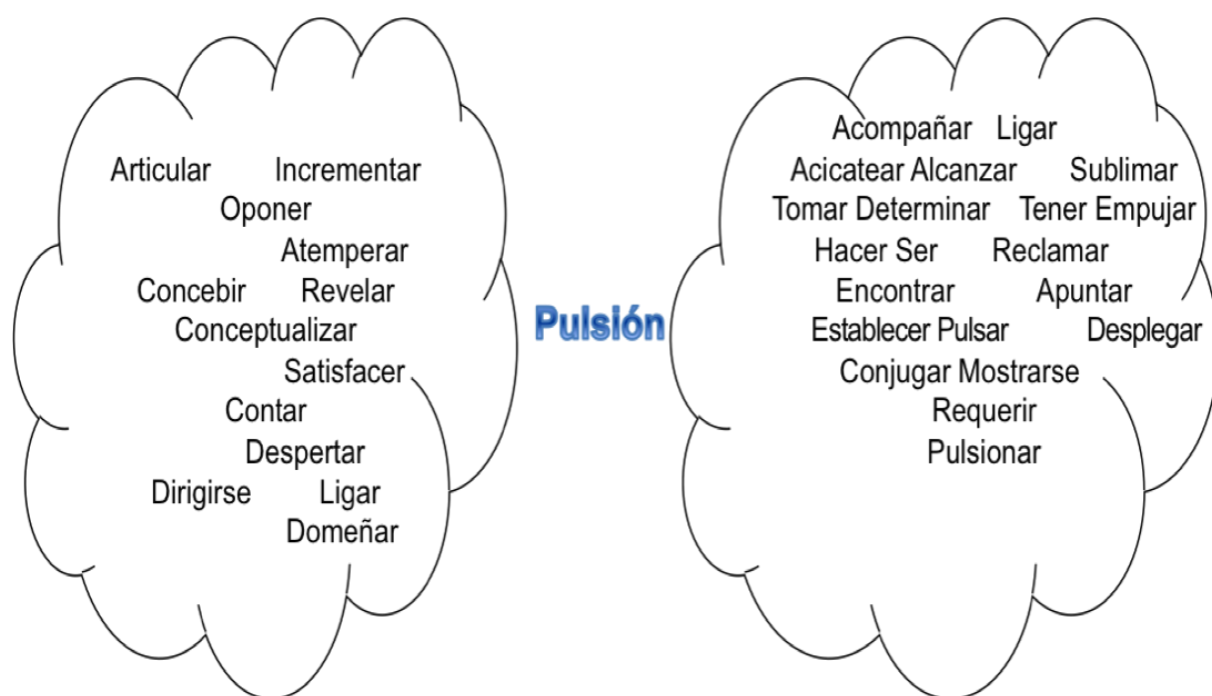 Articular Incrementar
Oponer
Atemperar
Concebir Revelar
Conceptualizar
Satisfacer
Contar
Despertar
Dirigirse Ligar
Domeñar
Pulsión
Acompañar Ligar
Acicatear Alcanzar Sublimar
Tomar Determinar Tener Empujar
Hacer Ser Reclamar
Encontrar Apuntar
Establecer Pulsar Desplegar
Conjugar Mostrarse
Requerir
Pulsionar